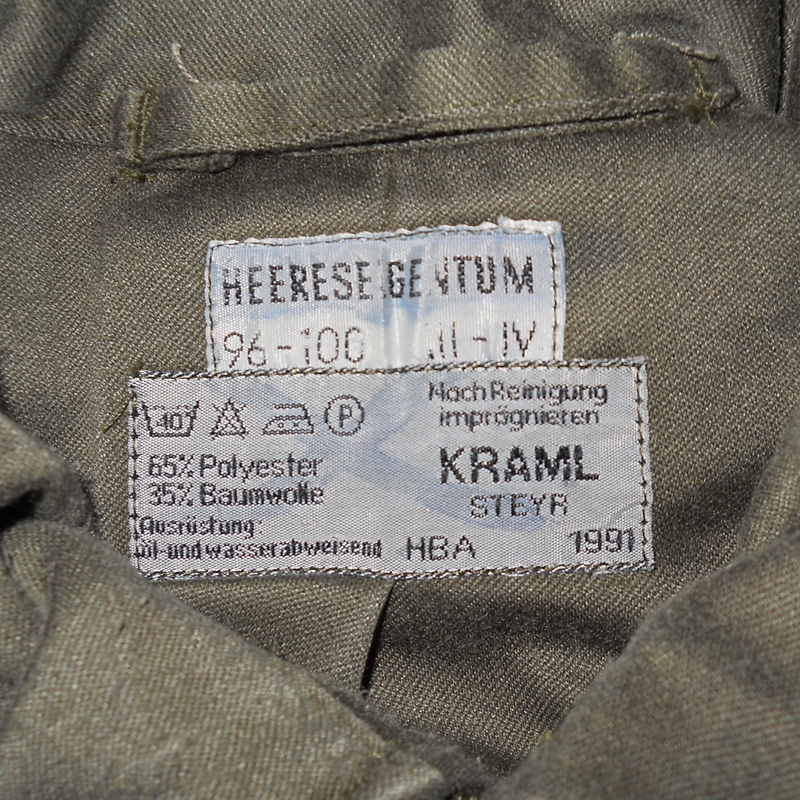 HEERESEIGENTUM
96-100 III-IV
40 P
Nach Reinigung
imprägnieren
65% Polyester
35% Baumwolle
KRAML
STEYR
Ausrüstung:
öl-und wasserabweisend
HBA
1991